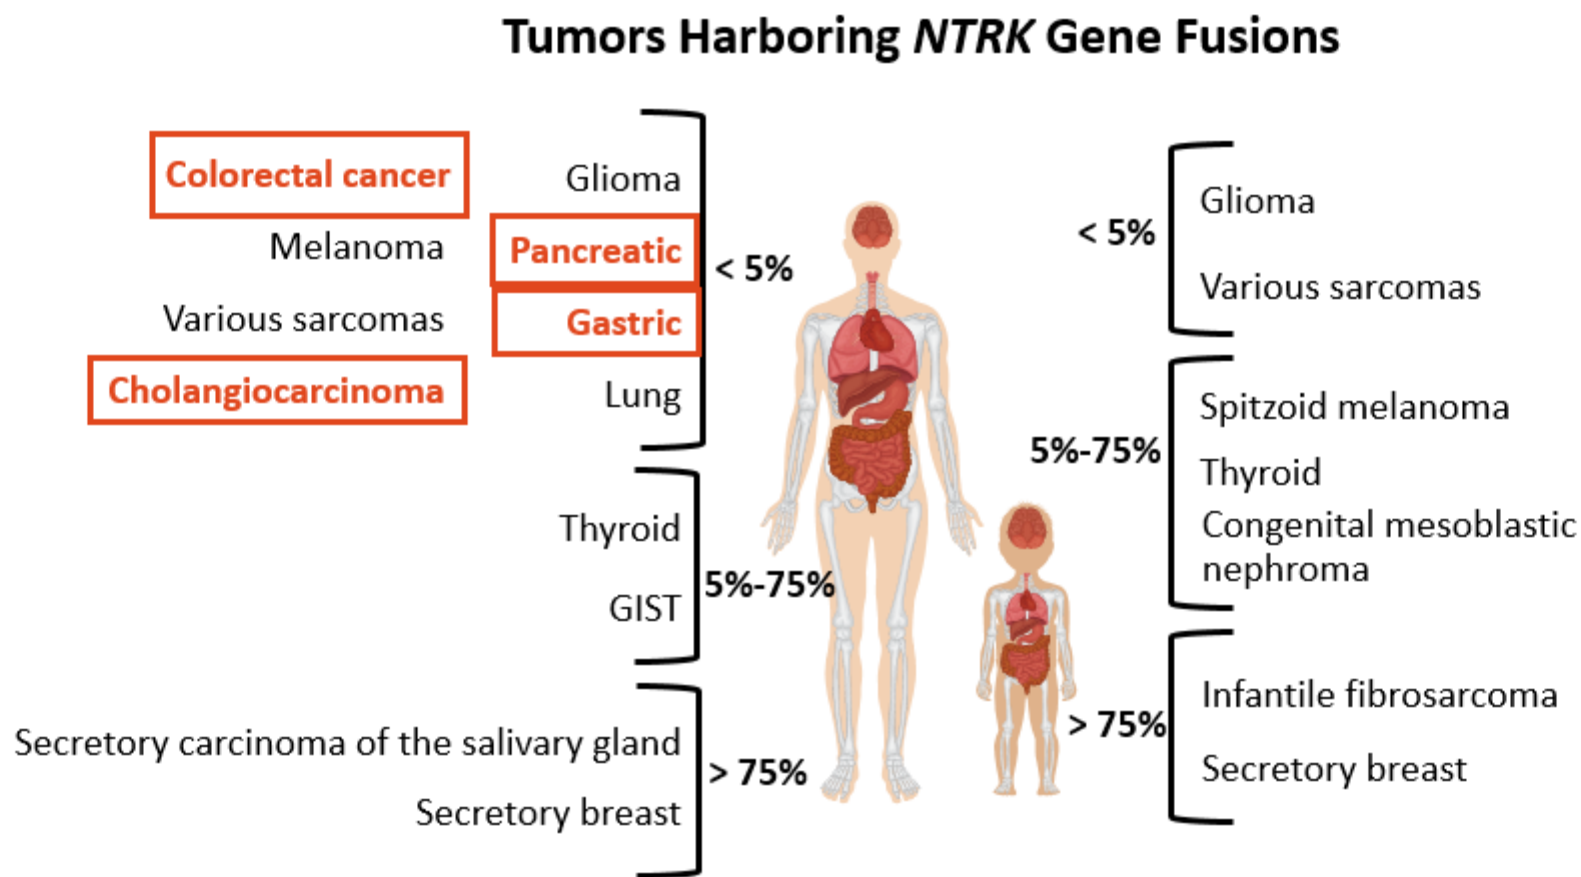 Tumors Harboring NTRK Gene Fusions
Colorectal cancer
Glioma
Melanoma
Pancreatic
< 5%
Various sarcomas
Gastric
Cholangiocarcinoma
Lung
Thyroid
GIST
5%-75%
Secretory carcinoma of the salivary gland
Secretory breast
> 75%
< 5%
Glioma
Various sarcomas
5%-75%
Spitzoid melanoma
Thyroid
Congenital mesoblastic
nephroma
> 75%
Infantile fibrosarcoma
Secretory breast